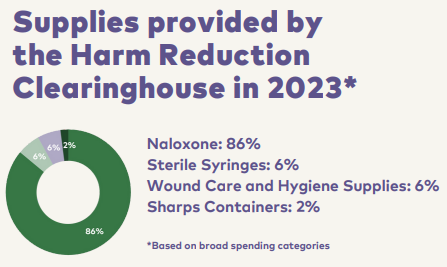 Supplies provided by
the Harm Reduction
Clearinghouse in 2023*
6%
6%
2%
86%
Naloxone: 86%
Sterile Syringes: 6%
Wound Care and Hygiene Supplies: 6%
Sharps Containers: 2%
*Based on broad spending categories